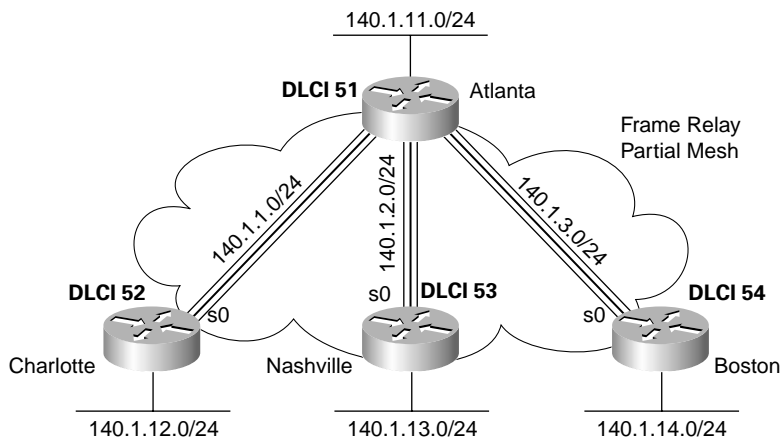 140.1.11.0/24
DLCI 51
Atlanta
Frame Relay
Partial Mesh
140.1.1.0/24
140.1.2.0/24
140.1.3.0/24
DLCI 52
s0
s0
DLCI 53
s0
DLCI 54
Charlotte
Nashville
Boston
140.1.12.0/24
140.1.13.0/24
140.1.14.0/24